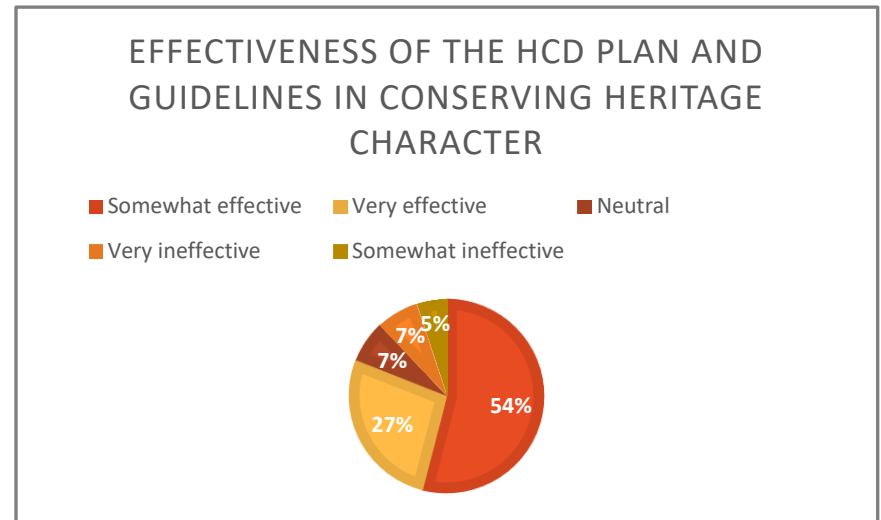 EFFECTIVENESS OF THE HCD PLAN AND
GUIDELINES IN CONSERVING HERITAGE
CHARACTER
Somewhat effective Very effective Neutral
Very ineffective Somewhat ineffective
5%
7%
7%
54%
27%